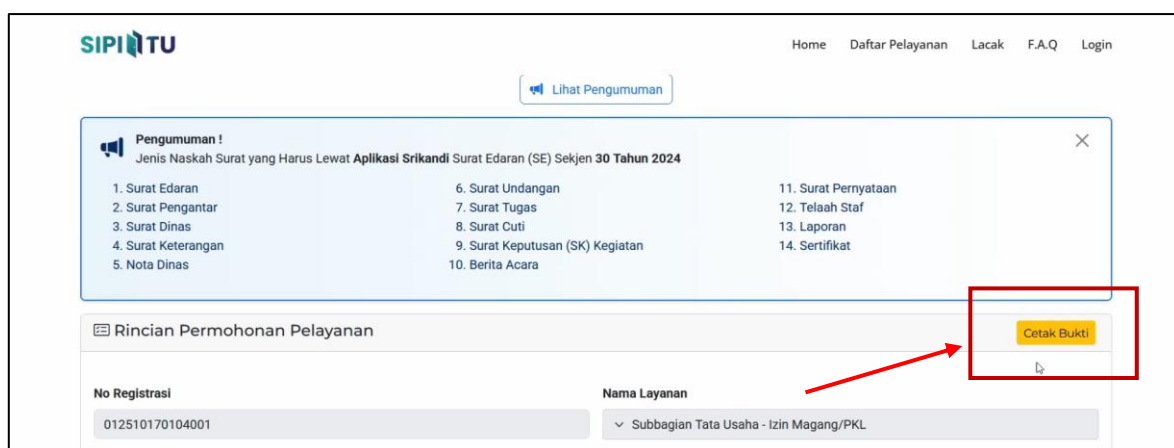 SIPINTU
Home Daftar Pelayanan Lacak F.A.Q Login
Lihat Pengumuman
Pengumuman !
Jenis Naskah Surat yang Harus Lewat Aplikasi Srikandi Surat Edaran (SE) Sekjen 30 Tahun 2024
1. Surat Edaran
2. Surat Pengantar
3. Surat Dinas
4. Surat Keterangan
5. Nota Dinas
6. Surat Undangan
7. Surat Tugas
8. Surat Cuti
9. Surat Keputusan (SK) Kegiatan
10. Berita Acara
11. Surat Pernyataan
12. Telaah Staf
13. Laporan
14. Sertifikat
Rincian Permohonan Pelayanan
Cetak Bukti
No Registrasi
012510170104001
Nama Layanan
Subbagian Tata Usaha - Izin Magang/PKL